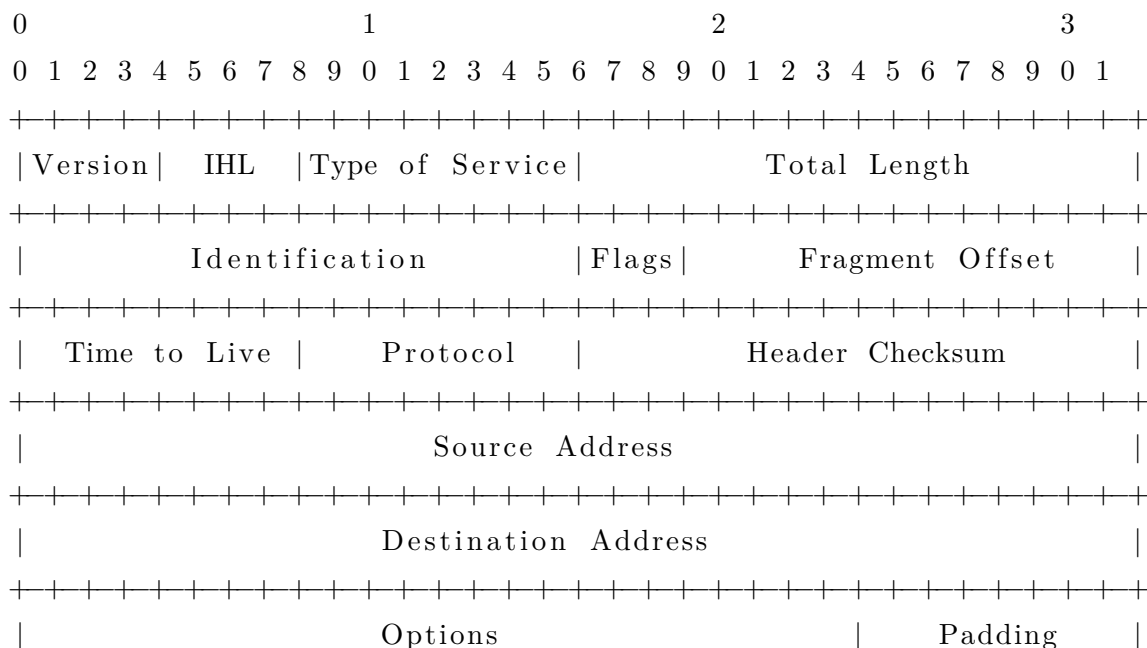 0                   1                   2                   3
0 1 2 3 4 5 6 7 8 9 0 1 2 3 4 5 6 7 8 9 0 1 2 3 4 5 6 7 8 9 0 1
+-+-+-+-+-+-+-+-+-+-+-+-+-+-+-+-+-+-+-+-+-+-+-+-+-+-+-+-+-+-+-+-+
|Version|  IHL  |Type of Service|          Total Length         |
+-+-+-+-+-+-+-+-+-+-+-+-+-+-+-+-+-+-+-+-+-+-+-+-+-+-+-+-+-+-+-+-+
|         Identification        |Flags|      Fragment Offset    |
+-+-+-+-+-+-+-+-+-+-+-+-+-+-+-+-+-+-+-+-+-+-+-+-+-+-+-+-+-+-+-+-+
|  Time to Live |    Protocol   |         Header Checksum       |
+-+-+-+-+-+-+-+-+-+-+-+-+-+-+-+-+-+-+-+-+-+-+-+-+-+-+-+-+-+-+-+-+
|                       Source Address                          |
+-+-+-+-+-+-+-+-+-+-+-+-+-+-+-+-+-+-+-+-+-+-+-+-+-+-+-+-+-+-+-+-+
|                    Destination Address                        |
+-+-+-+-+-+-+-+-+-+-+-+-+-+-+-+-+-+-+-+-+-+-+-+-+-+-+-+-+-+-+-+-+
|                    Options                    |    Padding    |